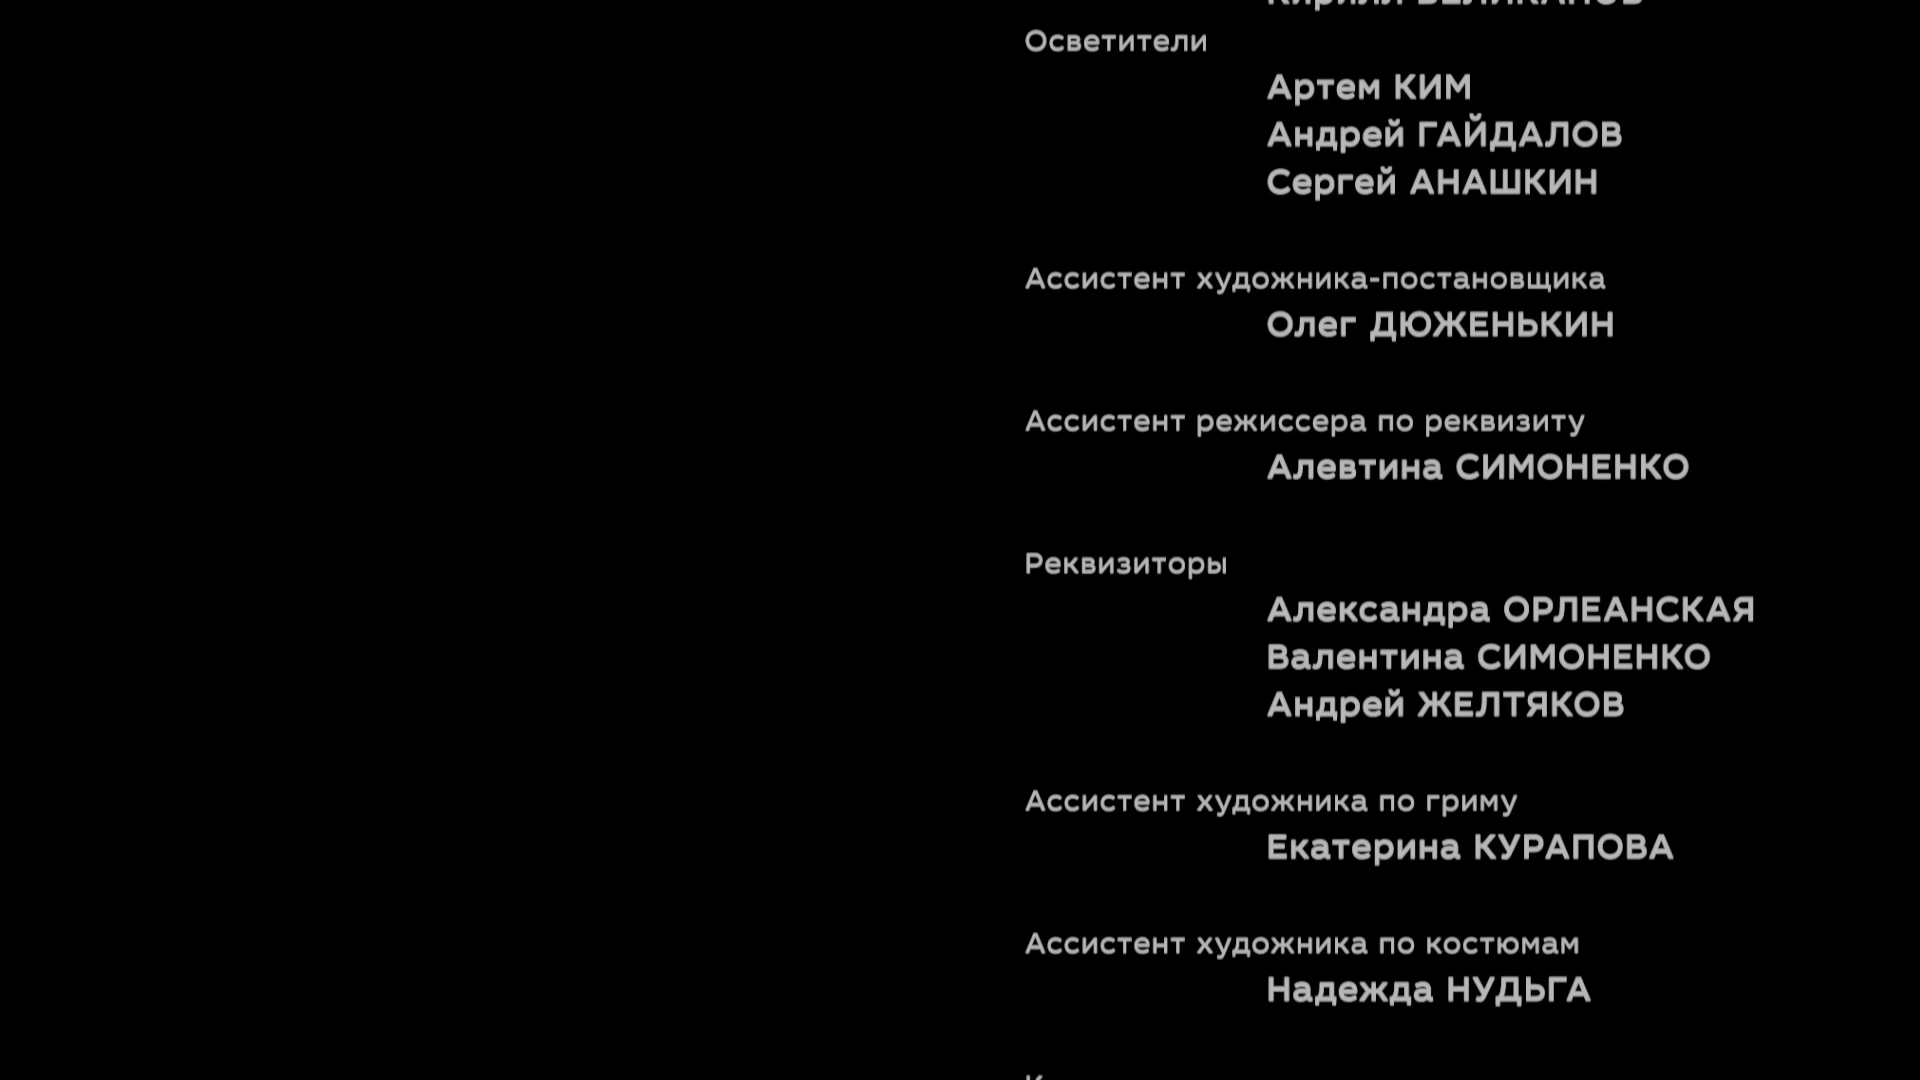 Осветители
Артем КИМ
Андрей ГАЙДАЛОВ
Сергей АНАШКИН
Ассистент художника-постановщика
Олег ДЮЖЕНЬКИН
Ассистент режиссера по реквизиту
Алевтина СИМОНЕНКО
Реквизиторы
Александра ОРЛЕАНСКАЯ
Валентина СИМОНЕНКО
Андрей ЖЕЛТЯКОВ
Ассистент художника по гриму
Екатерина КУРАПОВА
Ассистент художника по костюмам
Надежда НУДЬГА